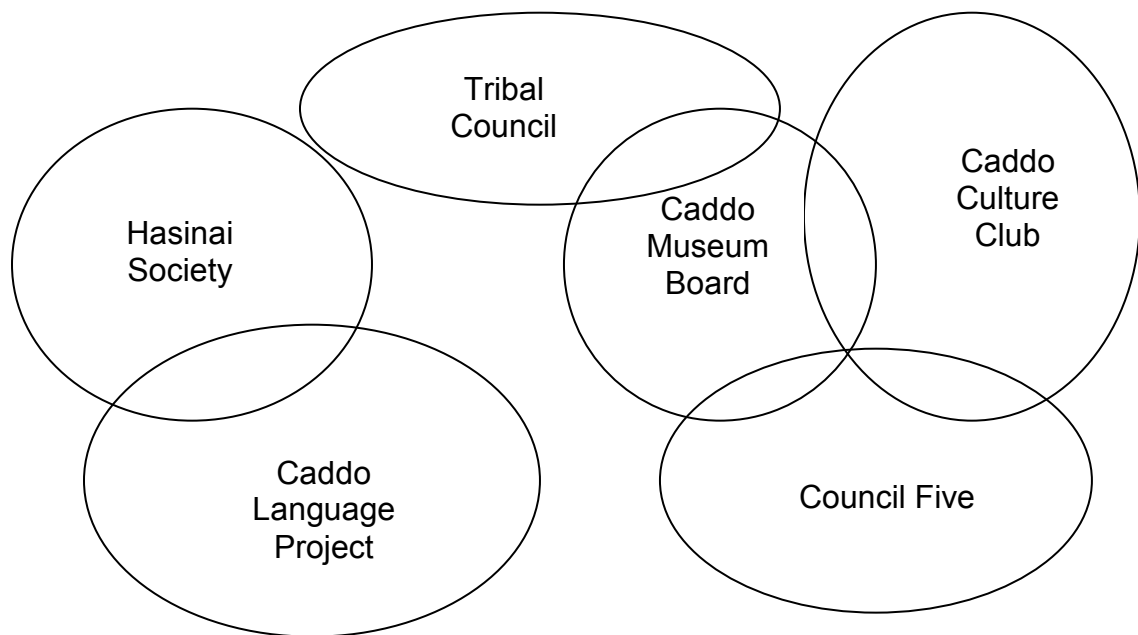 Tribal
Council
Caddo
Culture
Club
Hasinai
Society
Caddo
Museum
Board
Caddo
Language
Project
Council Five